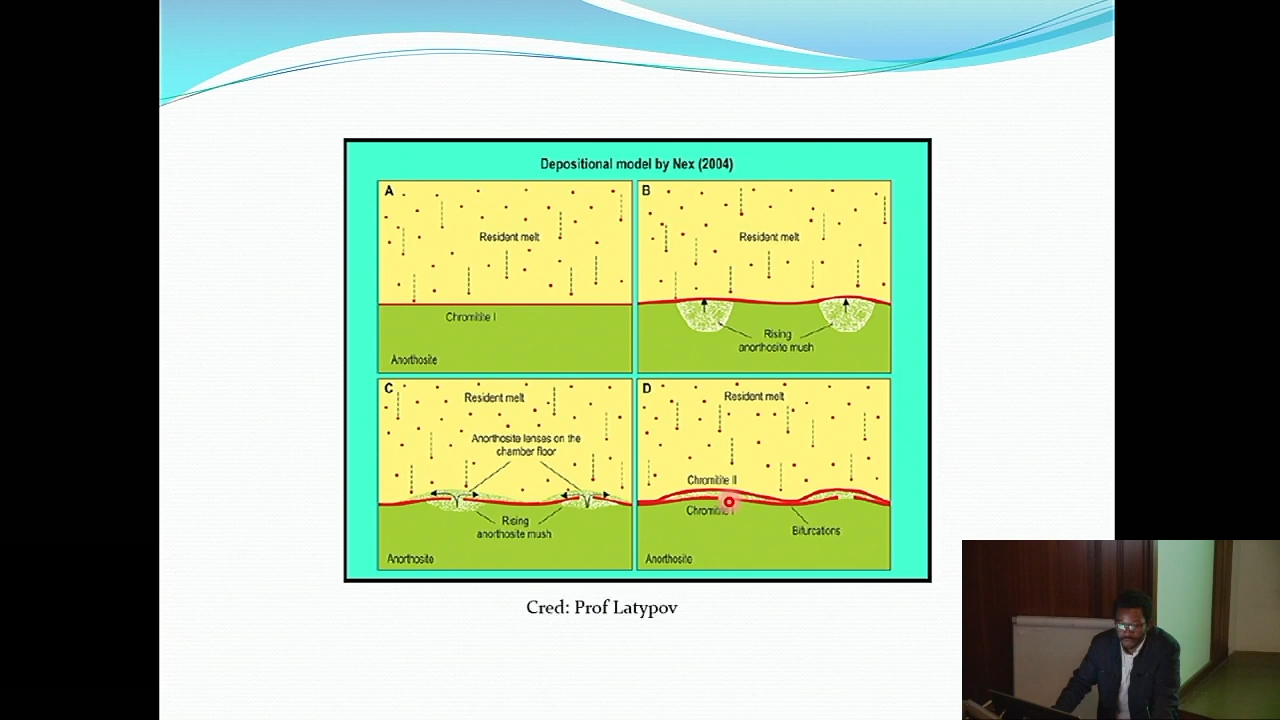 Depositional model by Nex (2004)
A
Resident melt
Chromitite I
Anorthosite
B
Resident melt
Rising
anorthosite mush
C
Resident melt
Anorthosite lenses on the
chamber floor
Rising
anorthosite mush
Anorthosite
D
Resident melt
Chromitite II
Chromitite I
Bifurcations
Anorthosite
Cred: Prof Latypov